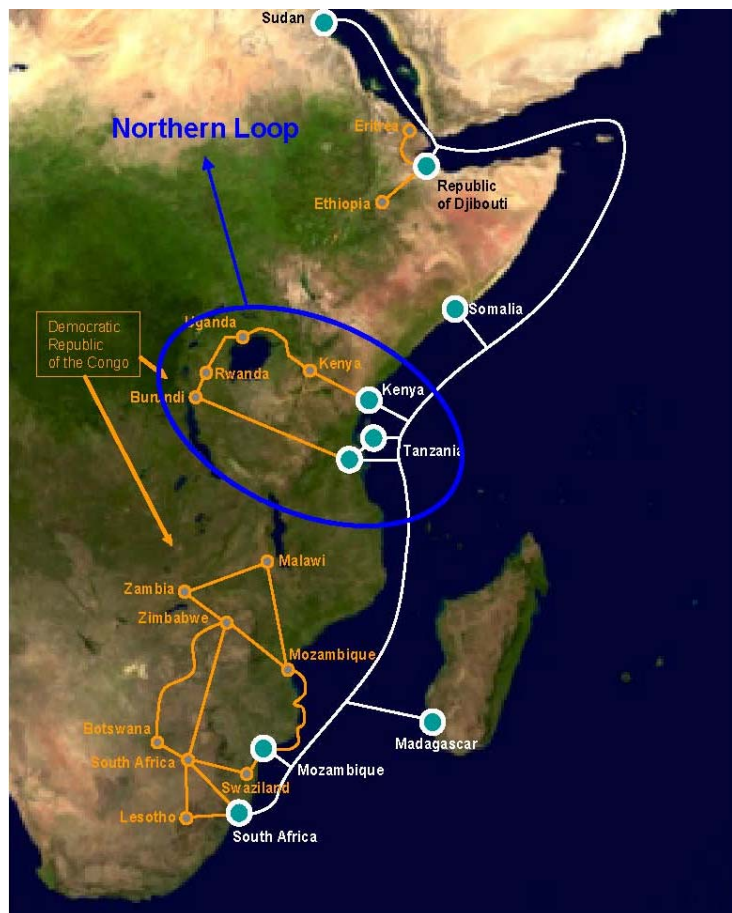 Sudan
Northern Loop
Eritrea
Republic
of Djibouti
Ethiopia
Somalia
Democratic
Republic
of the Congo
Uganda
Kenya
Rwanda
Burundi
Kenya
Tanzania
Malawi
Zambia
Zimbabwe
Mozambique
Botswana
South Africa
Madagascar
Mozambique
Swaziland
Lesotho
South Africa